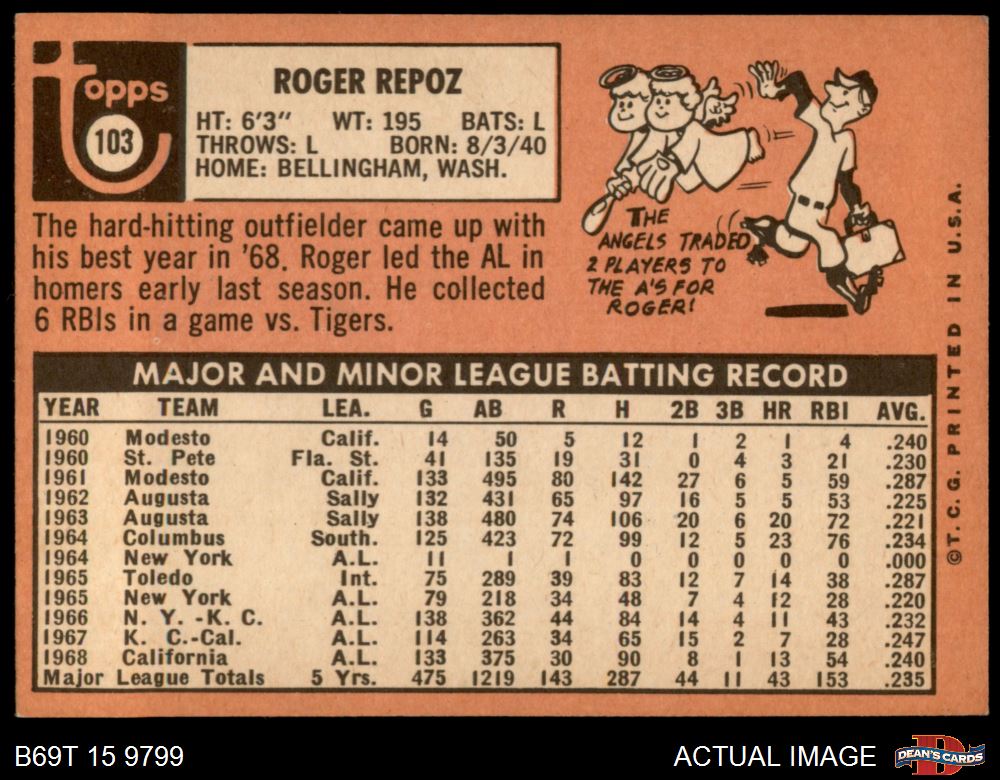 topps
103
ROGER REPOZ
HT: 6'3" WT: 195 BATS: L
THROWS: L BORN: 8/3/40
HOME: BELLINGHAM, WASH.
The hard-hitting outfielder came up with
his best year in '68. Roger led the AL in
homers early last season. He collected
6 RBIs in a game vs. Tigers.
THE
ANGELS TRADED
2 PLAYERS TO
THE A'S FOR
ROGER!
MAJOR AND MINOR LEAGUE BATTING RECORD
YEAR TEAM LEA. G AB R H 2B 3B HR RBI AVG.
1960 Modesto Calif. 14 50 5 12 1 2 1 4 .240
1960 St. Pete Fla. St. 41 135 19 31 0 4 3 21 .230
1961 Modesto Calif. 133 495 80 142 27 6 5 59 .287
1962 Augusta Sally 132 431 65 97 16 5 5 53 .225
1963 Augusta Sally 138 480 74 106 20 6 20 72 .221
1964 Columbus South. 125 423 72 99 12 5 23 76 .234
1964 New York A.L. 11 1 1 0 0 0 0 0 .000
1965 Toledo Int. 75 289 39 83 12 7 14 38 .287
1965 New York A.L. 79 218 34 48 7 4 12 28 .220
1966 N. Y. -K. C. A.L. 138 362 44 84 14 4 11 43 .232
1967 K. C.-Cal. A.L. 114 263 34 65 15 2 7 28 .247
1968 California A.L. 133 375 30 90 8 1 13 54 .240
Major League Totals 5 Yrs. 475 1219 143 287 44 11 43 153 .235
©T. C. G. PRINTED IN U.S.A.
B69T 15 9799
ACTUAL IMAGE
D
DEAN'S CARDS